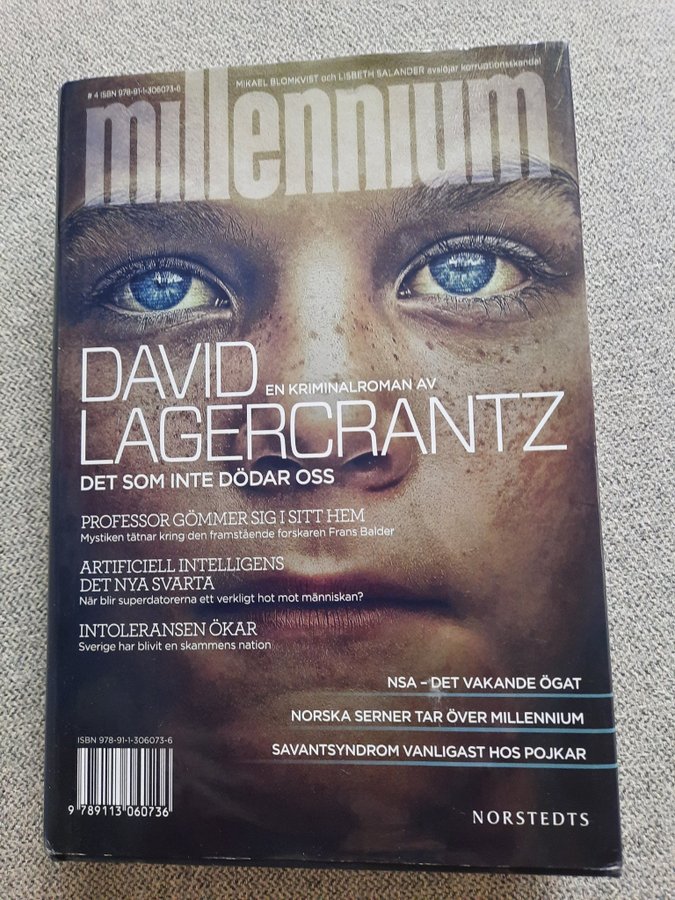 MIKAEL BLOMKVIST och LISBETH SALANDER avslöjar korruptionsskandal
# 4 ISBN 978-91-1-306073-6
millennium
DAVID
EN KRIMINALROMAN AV
LAGERCRANTZ
DET SOM INTE DÖDAR OSS
PROFESSOR GÖMMER SIG I SITT HEM
Mystiken tätnar kring den framstående forskaren Frans Balder
ARTIFICIELL INTELLIGENS
DET NYA SVARTA
När blir superdatorerna ett verkligt hot mot människan?
INTOLERANSEN ÖKAR
Sverige har blivit en skammens nation
NSA – DET VAKANDE ÖGAT
NORSKA SERNER TAR ÖVER MILLENNIUM
SAVANTSYNDROM VANLIGAST HOS POJKAR
ISBN 978-91-1-306073-6
9 789113 060736
NORSTEDTS